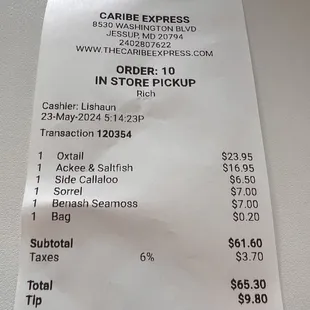 CARIBE EXPRESS
8530 WASHINGTON BLVD
JESSUP, MD 20794
2402807622
WWW.THECARIBEEXPRESS.COM
ORDER: 10
IN STORE PICKUP
Rich
Cashier: Lishaun
23-May-2024 5:14:23P
Transaction 120354
1 Oxtail $23.95
1 Ackee & Saltfish $16.95
1 Side Callaloo $6.50
1 Sorrel $7.00
1 Benash Seamoss $7.00
1 Bag $0.20
Subtotal $61.60
Taxes 6% $3.70
Total $65.30
Tip $9.80